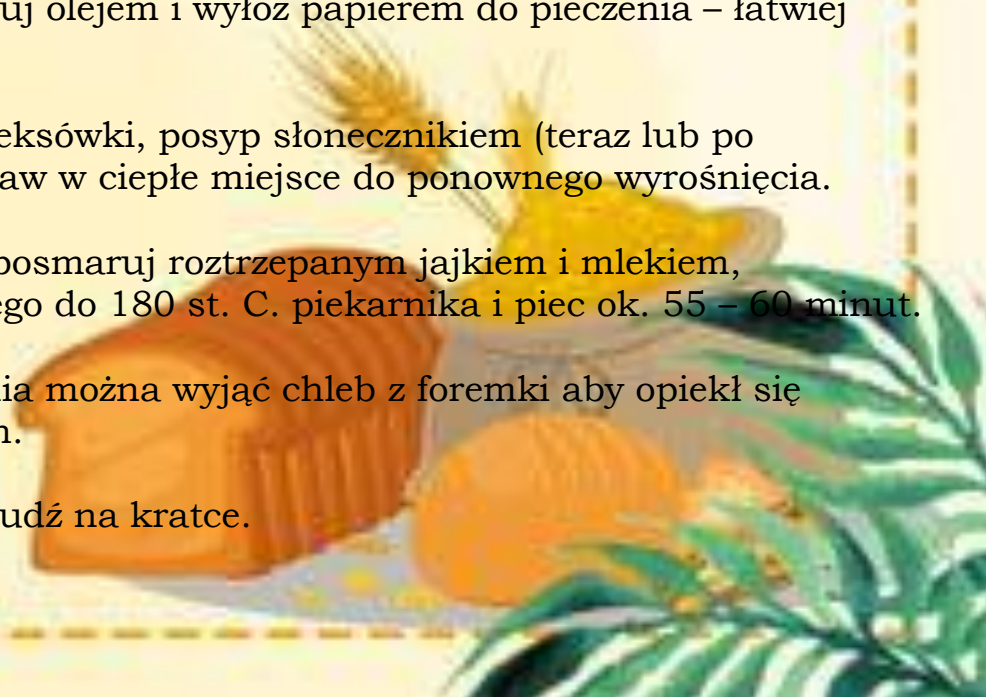 uj olejem i wyłóż papierem do pieczenia – łatwiej
eksówki, posyp słonecznikiem (teraz lub po
aw w ciepłe miejsce do ponownego wyrośnięcia.
posmaruj roztrzepanym jajkiem i mlekiem,
ego do 180 st. C. piekarnika i piec ok. 55 – 60 minut.
ia można wyjąć chleb z foremki aby opiekł się
n.
udź na kratce.